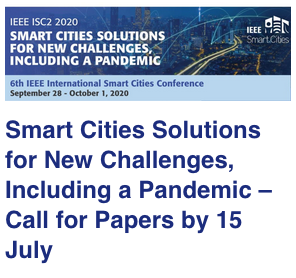 IEEE ISC2 2020
SMART CITIES SOLUTIONS
FOR NEW CHALLENGES,
INCLUDING A PANDEMIC
IEEE
Smart.Cities
6th IEEE International Smart Cities Conference
September 28 - October 1, 2020
Smart Cities Solutions
for New Challenges,
Including a Pandemic –
Call for Papers by 15
July